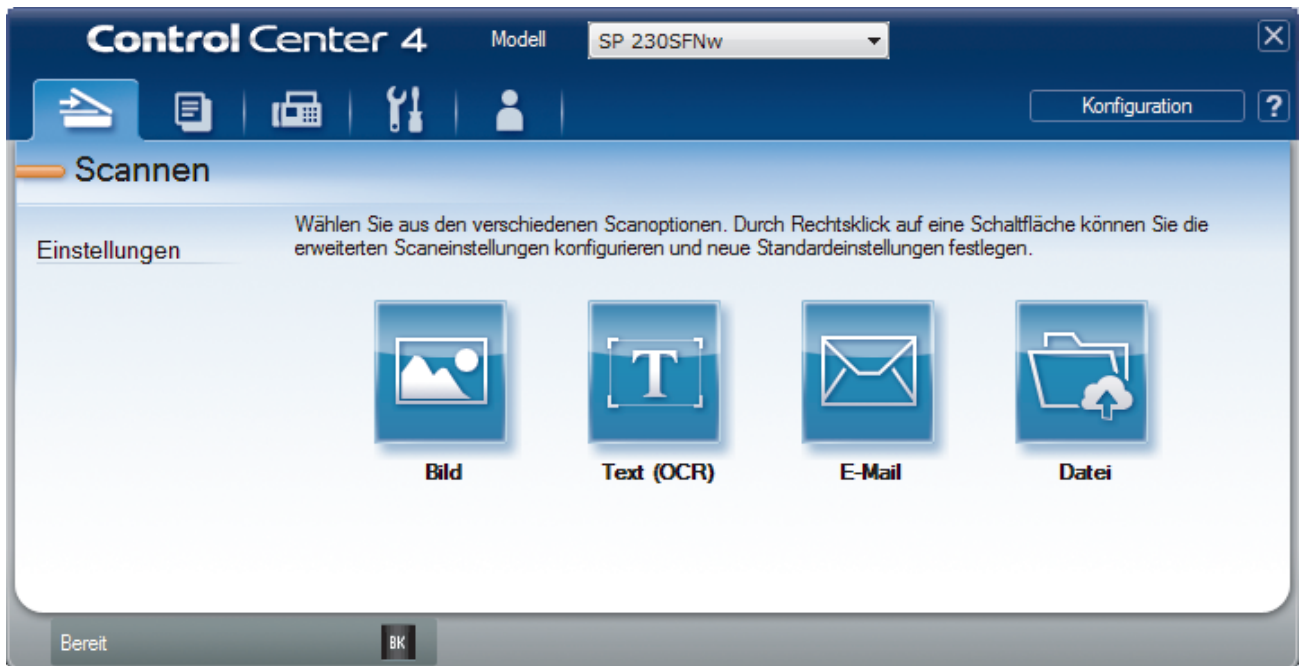 Control Center 4 Modell SP 230SFNw
Konfiguration ?
Scannen
Einstellungen
Wählen Sie aus den verschiedenen Scanoptionen. Durch Rechtsklick auf eine Schaltfläche können Sie die
erweiterten Scaneinstellungen konfigurieren und neue Standardeinstellungen festlegen.
T
Bild Text (OCR) E-Mail Datei
Bereit BK